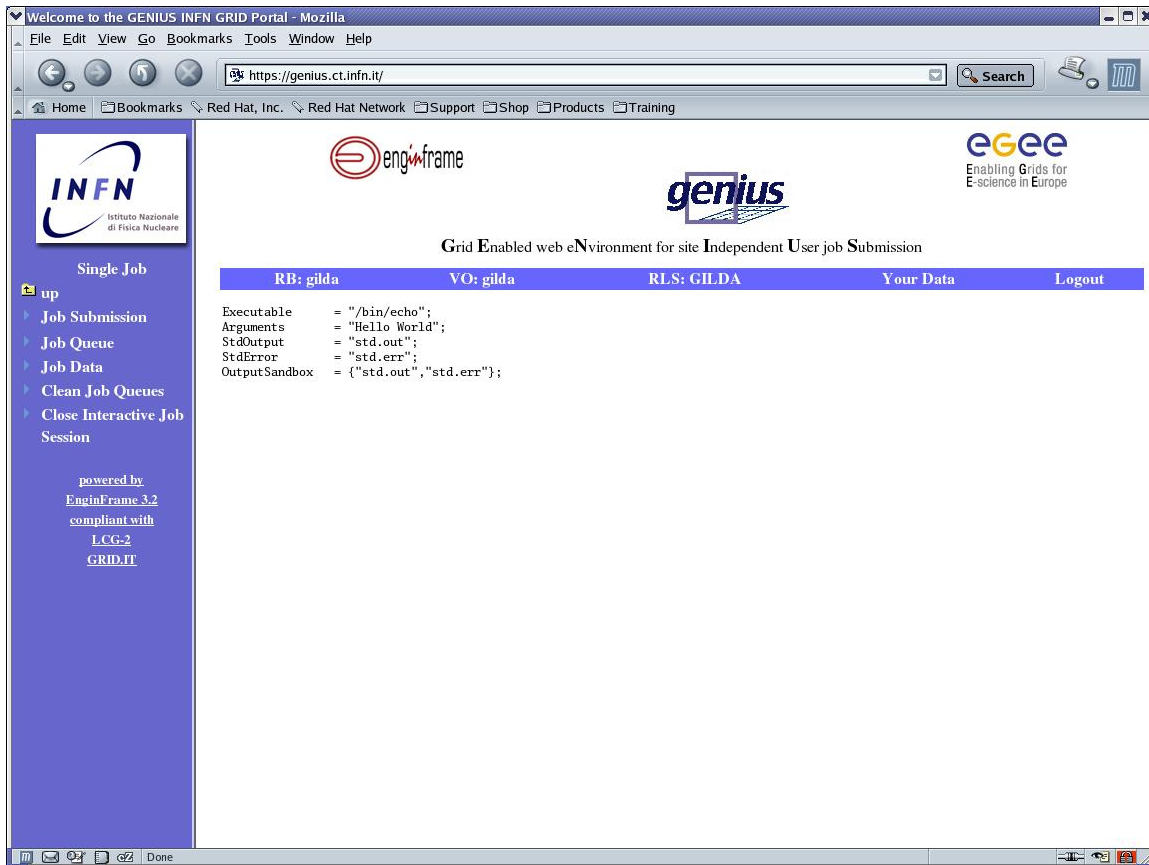 Welcome to the GENIUS INFN GRID Portal - Mozilla
File Edit View Go Bookmarks Tools Window Help
https://genius.ct.infn.it/
Search
Home Bookmarks Red Hat, Inc. Red Hat Network Support Shop Products Training
INFN
Istituto Nazionale
di Fisica Nucleare
enginframe
genius
egee
Enabling Grids for
E-science in Europe
Grid Enabled web eNvironment for site Independent User job Submission
RB: gilda VO: gilda RLS: GILDA Your Data Logout
Single Job
up
Job Submission
Job Queue
Job Data
Clean Job Queues
Close Interactive Job
Session
powered by
EnginFrame 3.2
compliant with
LCG-2
GRID.IT
Executable = "/bin/echo";
Arguments = "Hello World";
StdOutput = "std.out";
StdError = "std.err";
OutputSandbox = {"std.out","std.err"};
Done